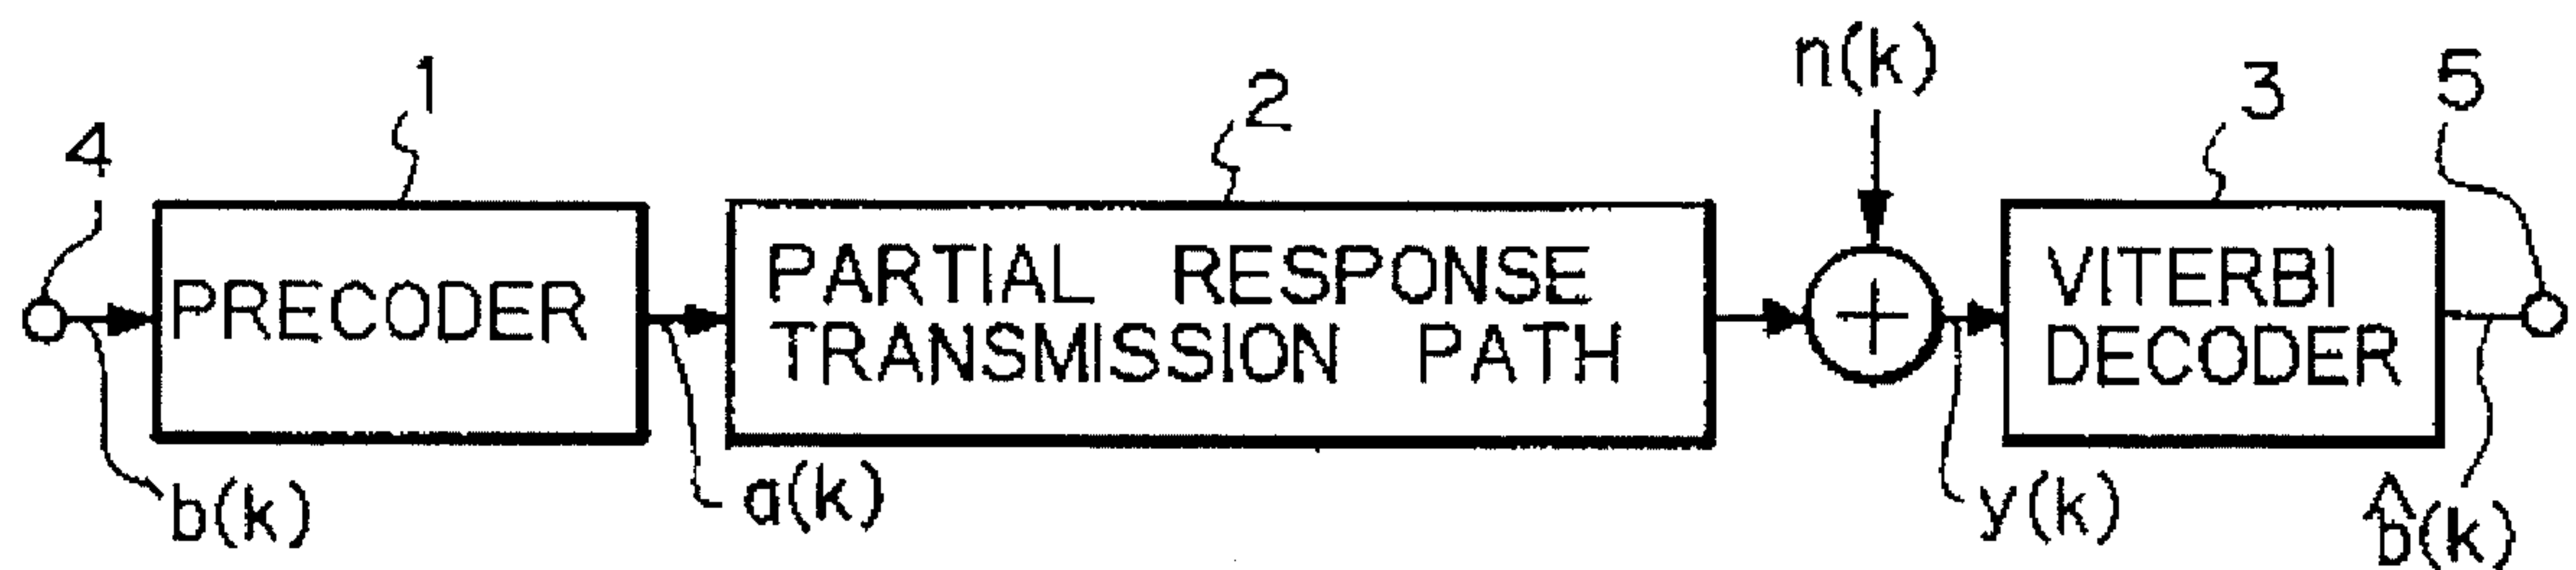 1
2
n(k)
3
5
4
PRECODER
PARTIAL RESPONSE
TRANSMISSION PATH
+
VITERBI
DECODER
b(k)
a(k)
y(k)
b̂(k)